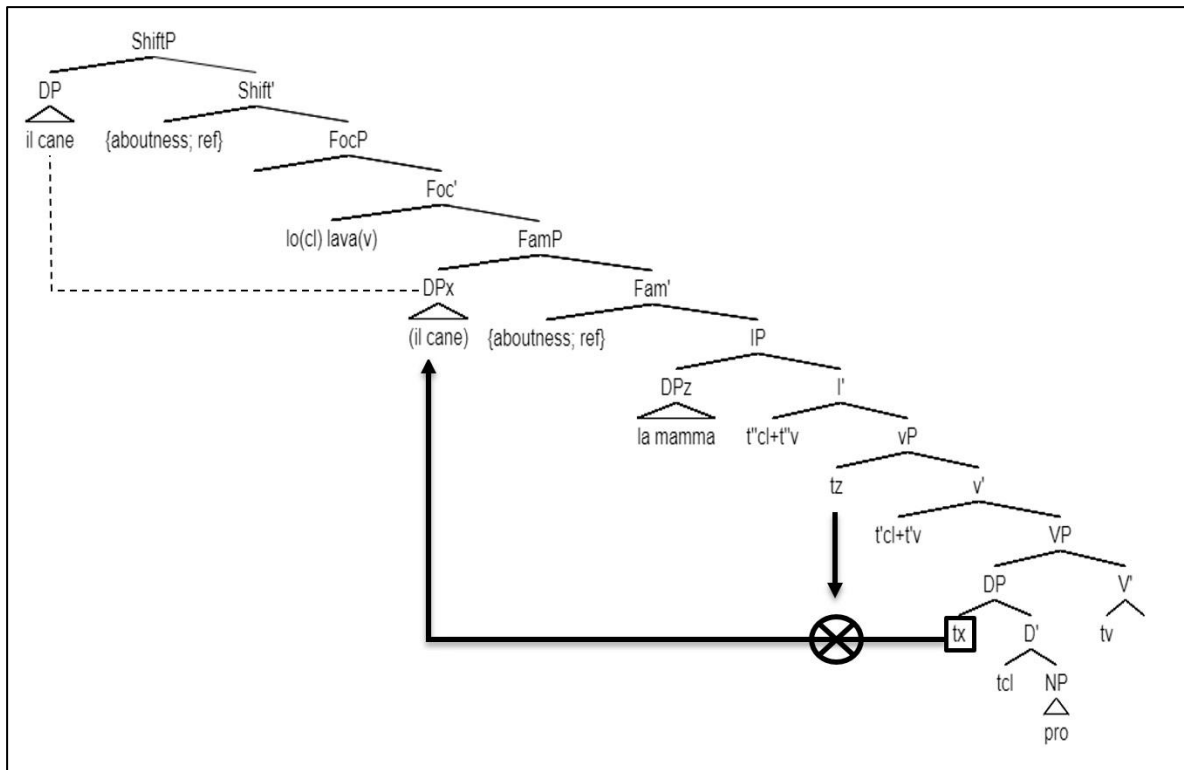 ShiftP
DP Shift'
il cane {aboutness; ref} FocP
Foc'
lo(cl) lava(v) FamP
DPx Fam'
(il cane) {aboutness; ref} IP
DPz I'
la mamma t"cl+t"v vP
tz v'
t'cl+t'v VP
DP V'
tx D' tv
tcl NP
pro